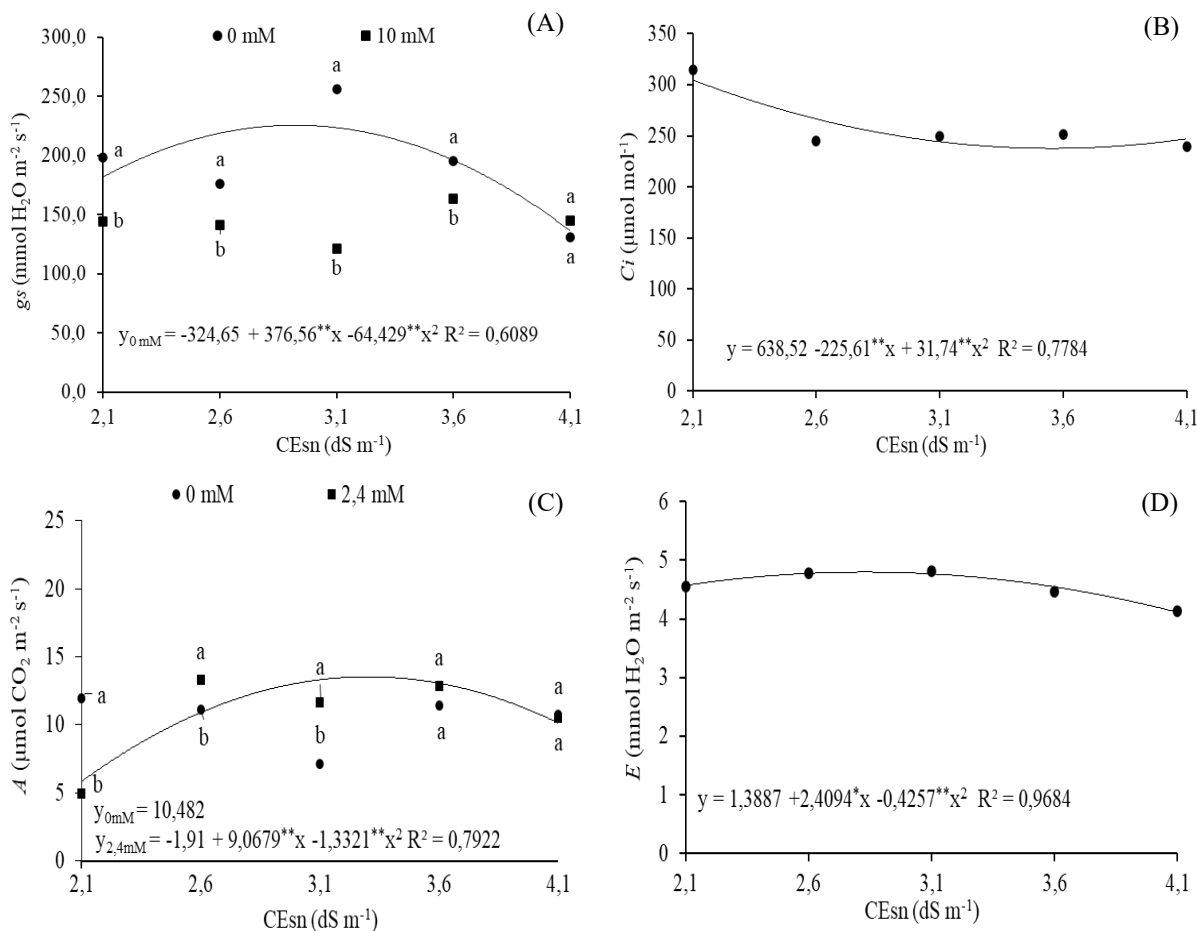 (A)
● 0 mM ■ 10 mM
gs (mmol H₂O m⁻² s⁻¹)
300,0
250,0
200,0
150,0
100,0
50,0
0,0
a
a
a
a
a
b
b
b
b
a
y₀ mM = -324,65 + 376,56**x -64,429**x² R² = 0,6089
2,1 2,6 3,1 3,6 4,1
CEsn (dS m⁻¹)
(B)
Ci (µmol mol⁻¹)
350
300
250
200
150
100
50
0
y = 638,52 -225,61**x + 31,74**x² R² = 0,7784
2,1 2,6 3,1 3,6 4,1
CEsn (dS m⁻¹)
(C)
● 0 mM ■ 2,4 mM
A (µmol CO₂ m⁻² s⁻¹)
25
20
15
10
5
0
a
a
a
a
a
b
b
b
a
a
y₀mM = 10,482
y₂,₄mM = -1,91 + 9,0679**x -1,3321**x² R² = 0,7922
2,1 2,6 3,1 3,6 4,1
CEsn (dS m⁻¹)
(D)
E (mmol H₂O m⁻² s⁻¹)
6
5
4
3
2
1
0
y = 1,3887 +2,4094*x -0,4257**x² R² = 0,9684
2,1 2,6 3,1 3,6 4,1
CEsn (dS m⁻¹)